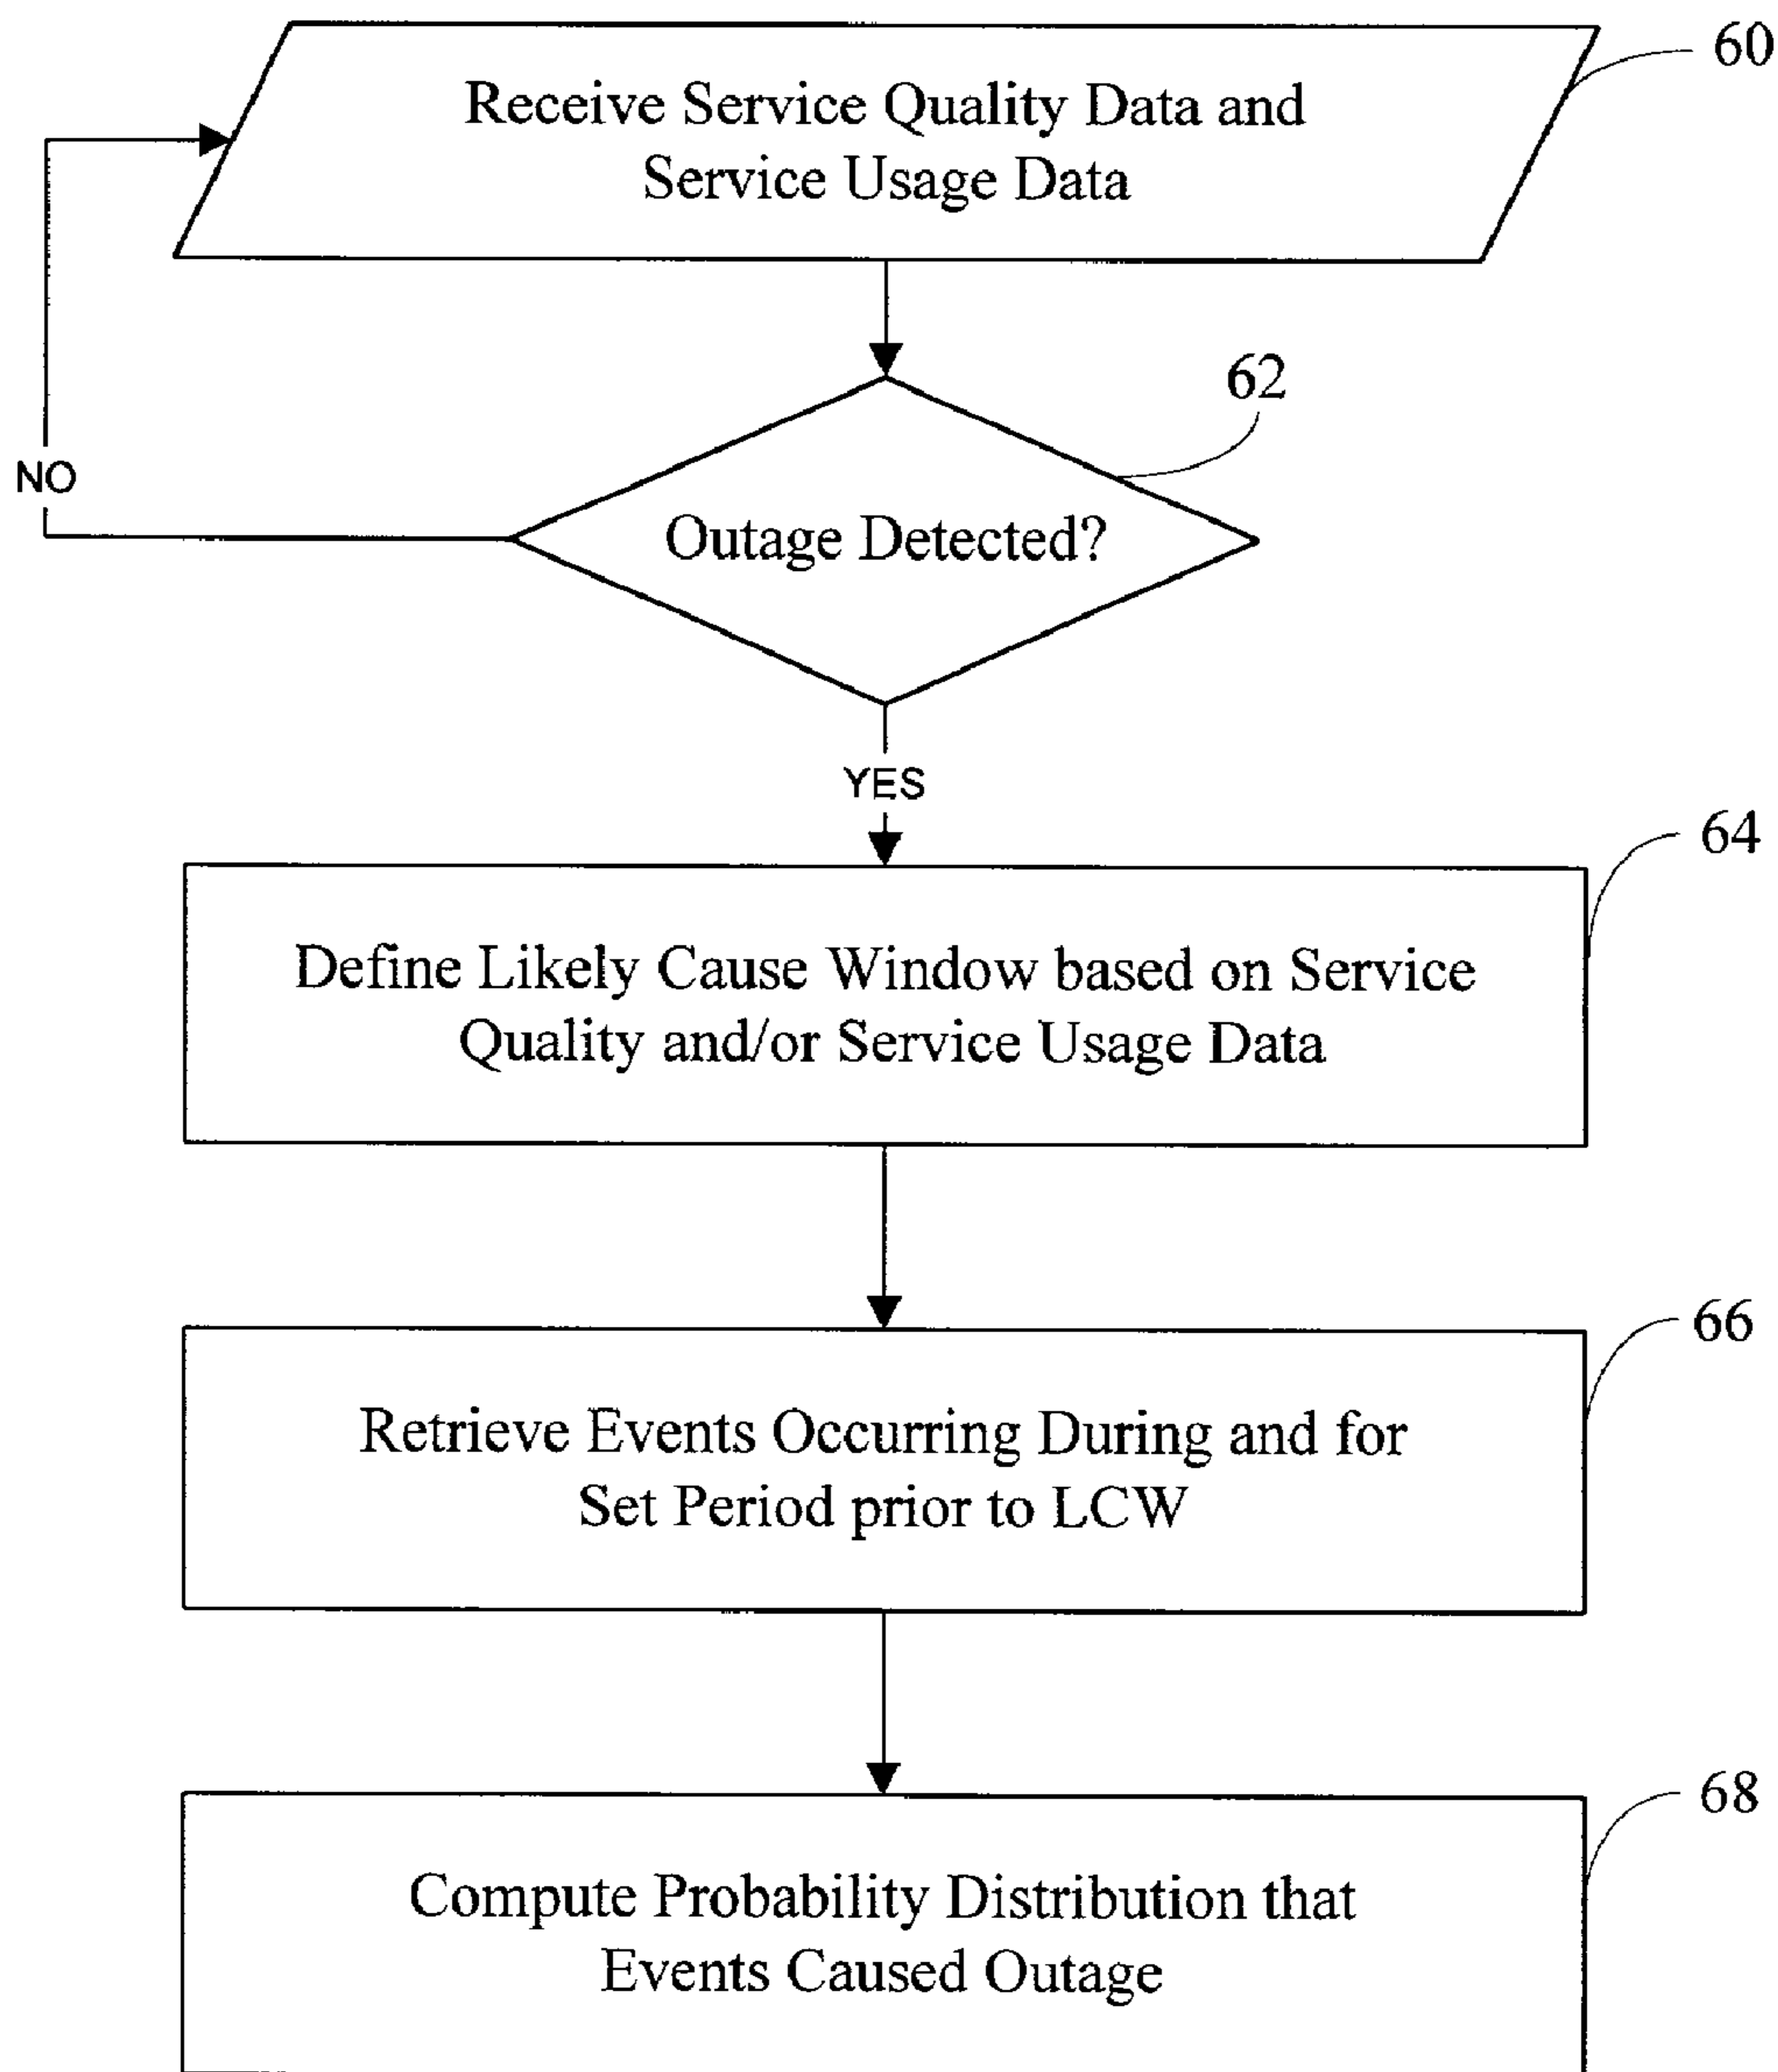 60
Receive Service Quality Data and
Service Usage Data
62
NO
Outage Detected?
YES
64
Define Likely Cause Window based on Service
Quality and/or Service Usage Data
66
Retrieve Events Occurring During and for
Set Period prior to LCW
68
Compute Probability Distribution that
Events Caused Outage